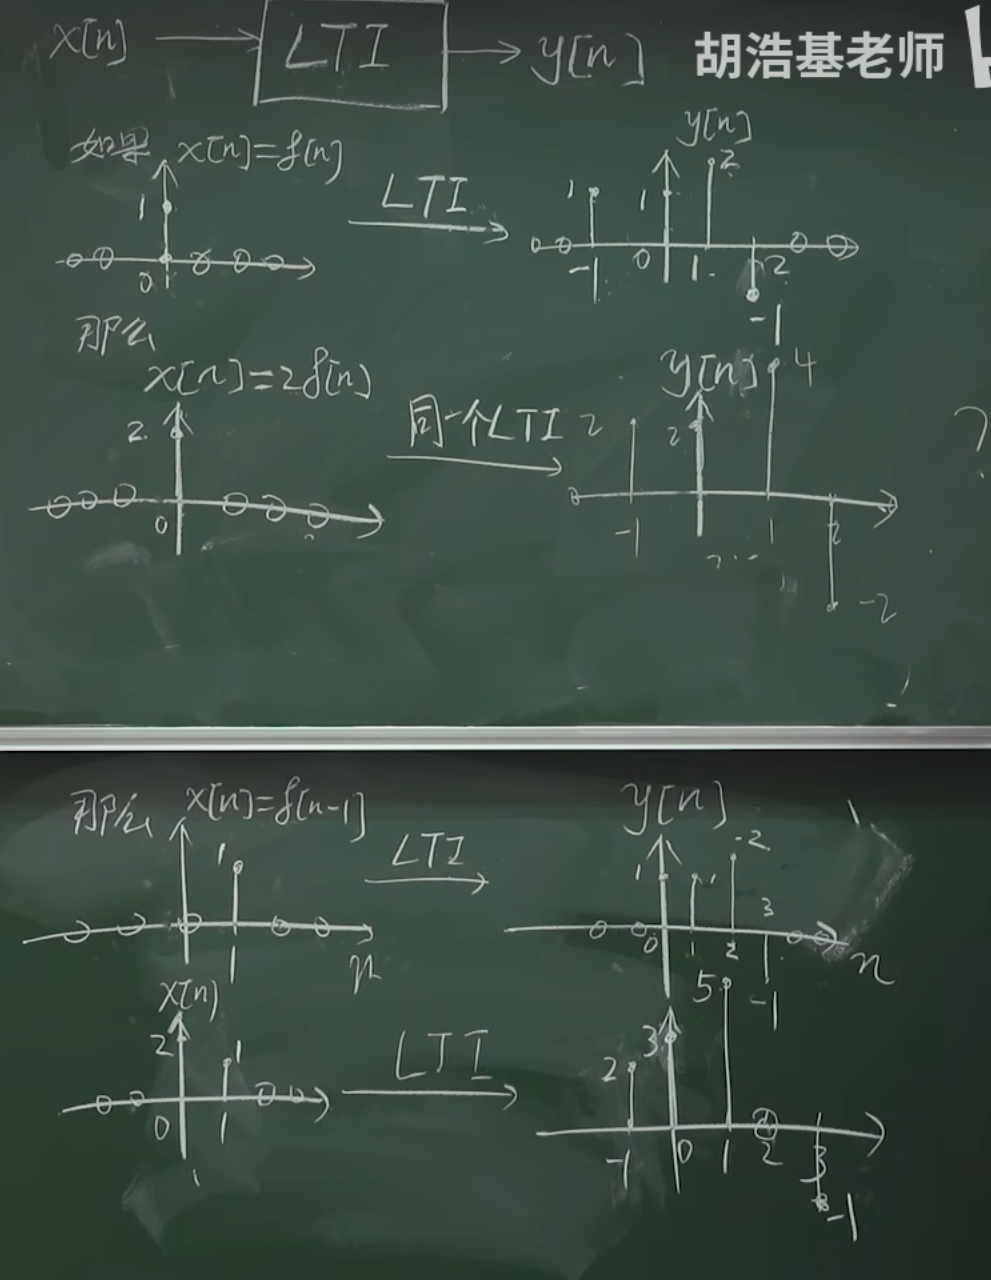 x[n] LTI y[n] 胡浩基老师
如果 x[n]=δ[n] LTI y[n]
1 0
1 1 2 -1 0 1 2 -1
那么
x[n]=2δ[n] 同一个LTI y[n]
2 0
2 2 4 -1 1 2 -2
?
那么 x[n]=δ[n-1] LTI y[n]
1 1 n
1 1 2 3 0 1 2 -1 n
x[n] LTI
2 1 0 1
2 3 5 -1 0 1 2 3 -1